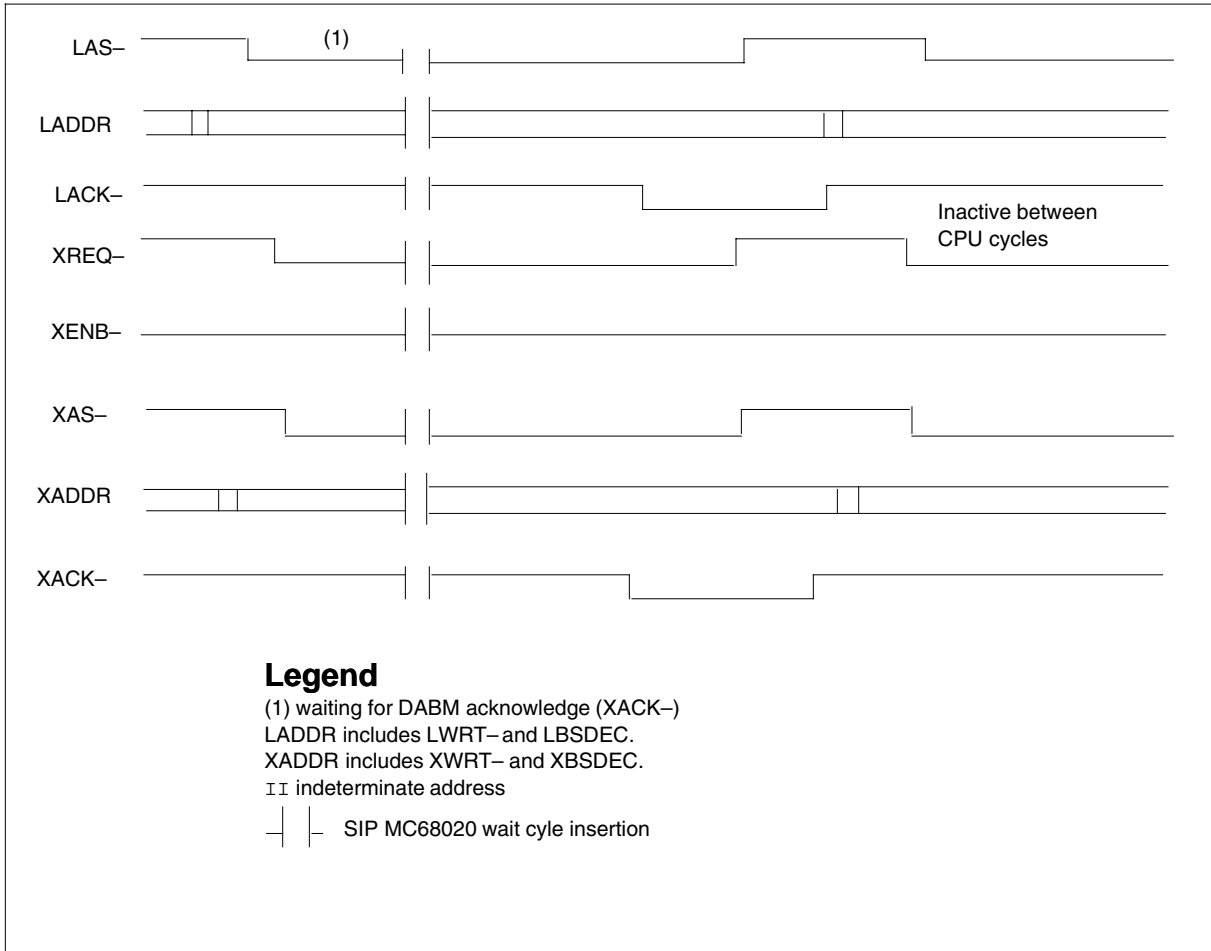 LAS–
(1)
LADDR
LACK–
Inactive between
CPU cycles
XREQ–
XENB–
XAS–
XADDR
XACK–
Legend
(1) waiting for DABM acknowledge (XACK–)
LADDR includes LWRT– and LBSDEC.
XADDR includes XWRT– and XBSDEC.
II indeterminate address
SIP MC68020 wait cyle insertion